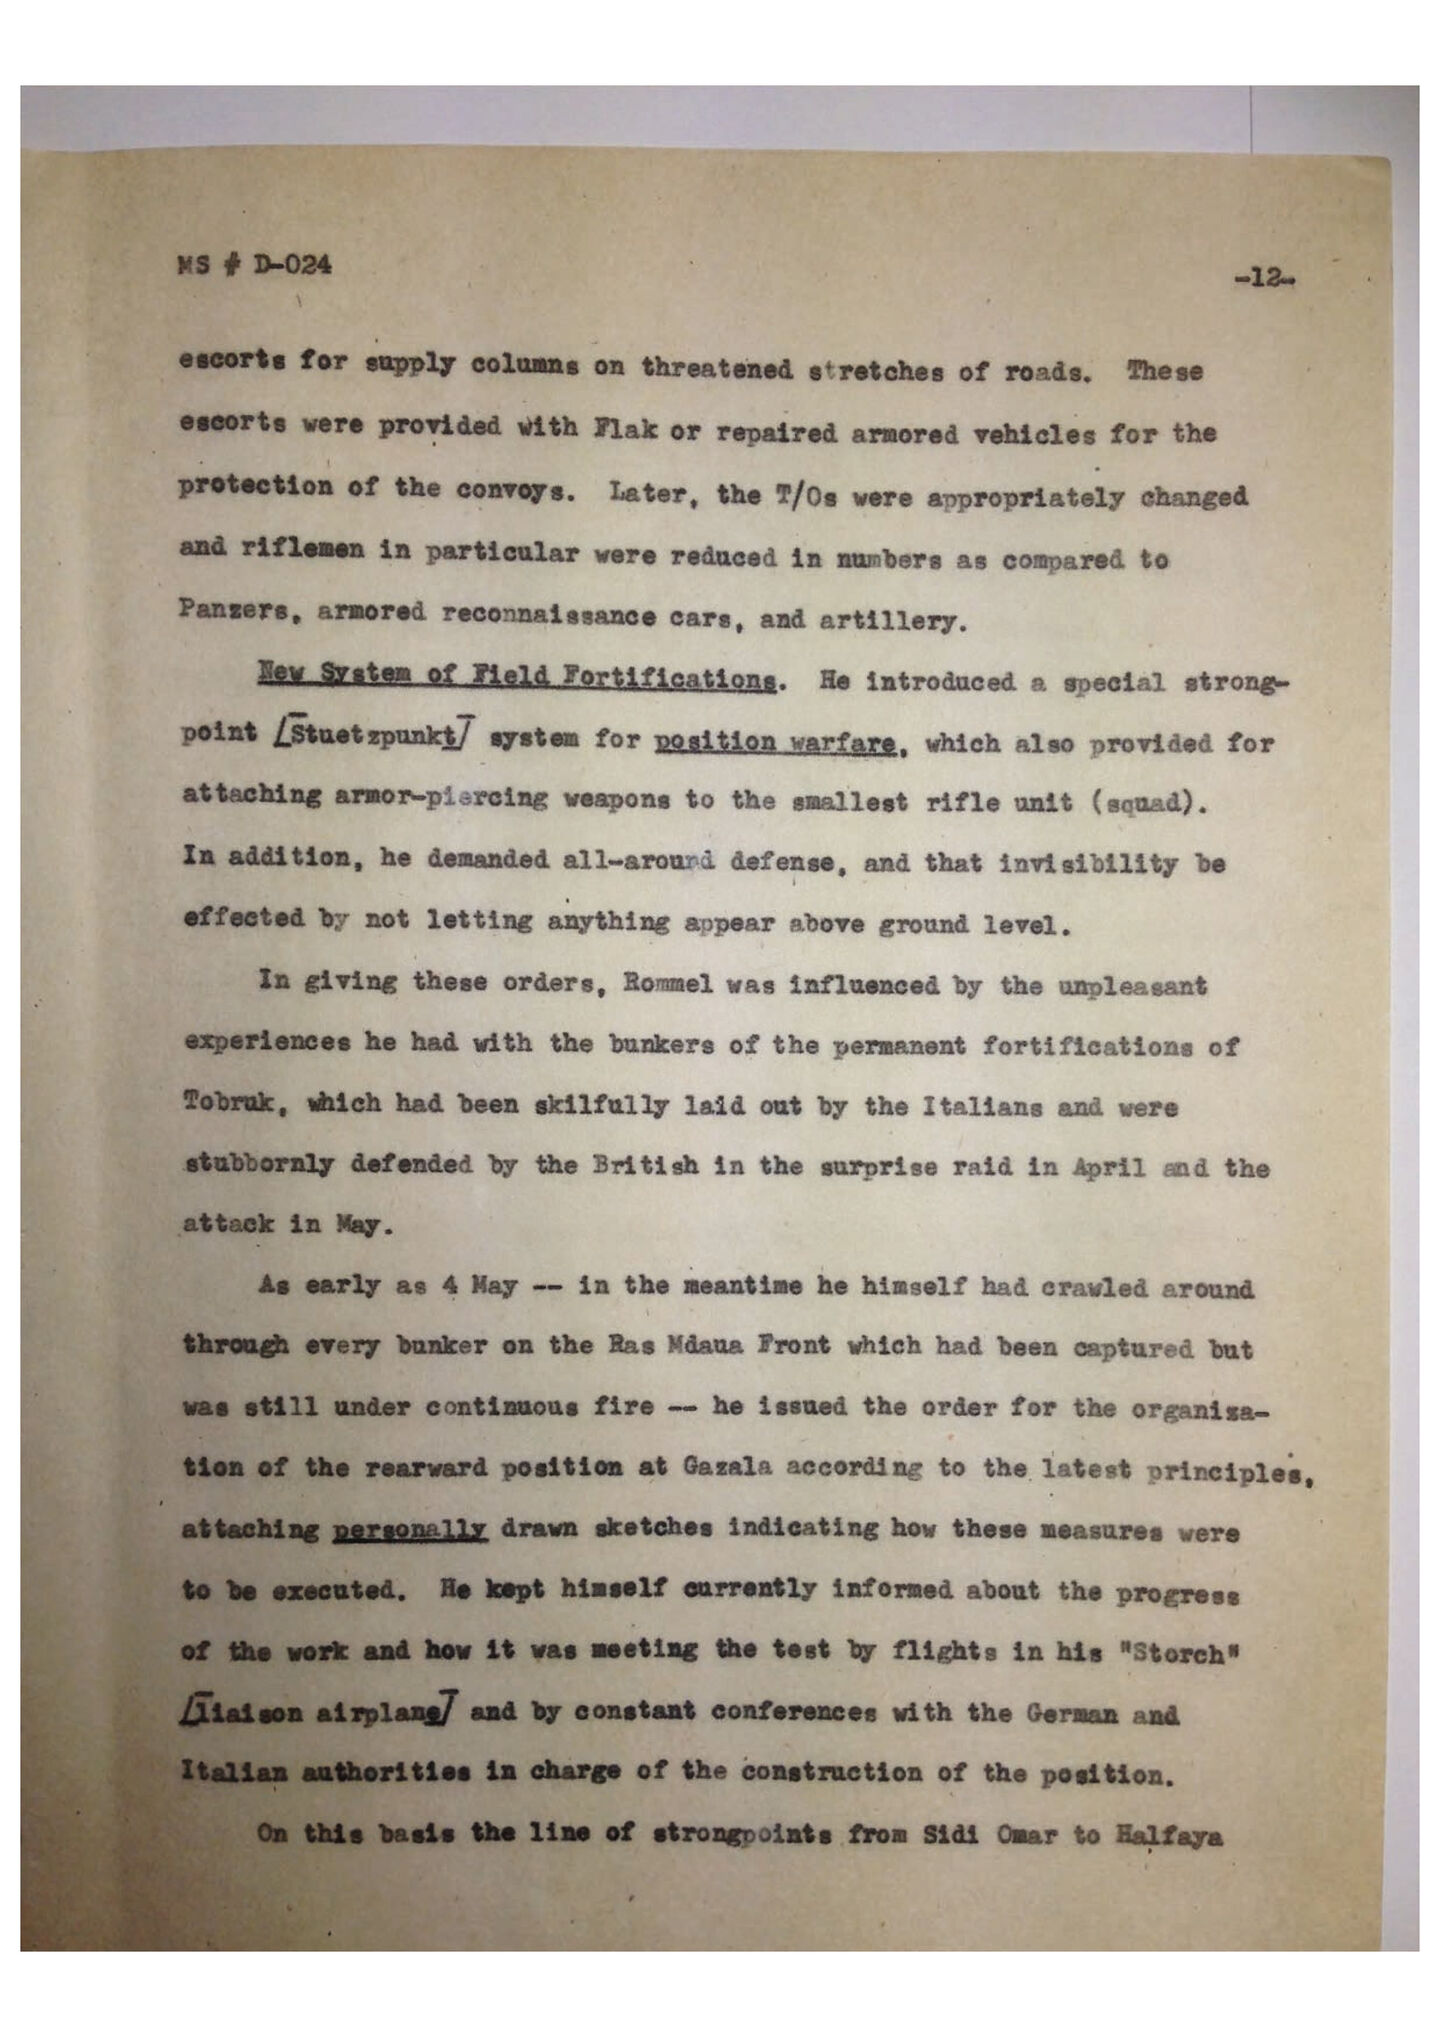 MS # D-024
-12-
escorts for supply columns on threatened stretches of roads. These
escorts were provided with Flak or repaired armored vehicles for the
protection of the convoys. Later, the T/Os were appropriately changed
and riflemen in particular were reduced in numbers as compared to
Panzers, armored reconnaissance cars, and artillery.
New System of Field Fortifications. He introduced a special strong-
point [Stuetzpunkt] system for position warfare, which also provided for
attaching armor-piercing weapons to the smallest rifle unit (squad).
In addition, he demanded all-around defense, and that invisibility be
effected by not letting anything appear above ground level.
In giving these orders, Rommel was influenced by the unpleasant
experiences he had with the bunkers of the permanent fortifications of
Tobruk, which had been skilfully laid out by the Italians and were
stubbornly defended by the British in the surprise raid in April and the
attack in May.
As early as 4 May -- in the meantime he himself had crawled around
through every bunker on the Ras Mdaua Front which had been captured but
was still under continuous fire -- he issued the order for the organiza-
tion of the rearward position at Gazala according to the latest principles,
attaching personally drawn sketches indicating how these measures were
to be executed. He kept himself currently informed about the progress
of the work and how it was meeting the test by flights in his "Storch"
[liaison airplane] and by constant conferences with the German and
Italian authorities in charge of the construction of the position.
On this basis the line of strongpoints from Sidi Omar to Halfaya